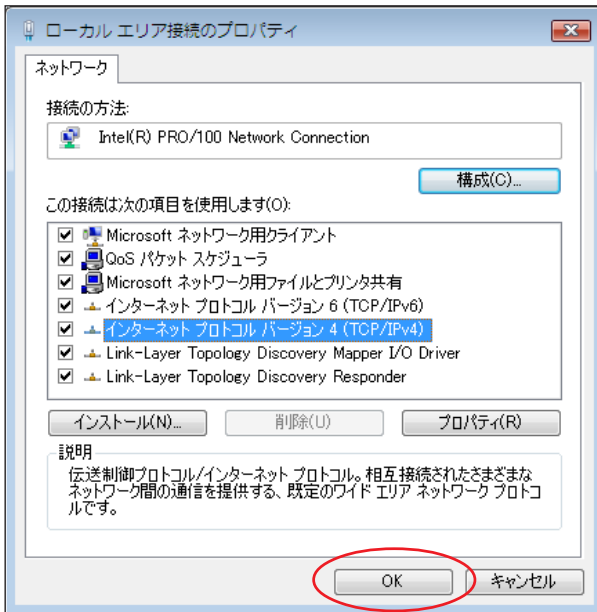 ローカル エリア接続のプロパティ
ネットワーク
接続の方法:
Intel(R) PRO/100 Network Connection
構成(C)...
この接続は次の項目を使用します(O):
Microsoft ネットワーク用クライアント
QoS パケット スケジューラ
Microsoft ネットワーク用ファイルとプリンタ共有
インターネット プロトコル バージョン 6 (TCP/IPv6)
インターネット プロトコル バージョン 4 (TCP/IPv4)
Link-Layer Topology Discovery Mapper I/O Driver
Link-Layer Topology Discovery Responder
インストール(N)... 削除(U) プロパティ(R)
説明
伝送制御プロトコル/インターネット プロトコル。相互接続されたさまざまな
ネットワーク間の通信を提供する、既定のワイド エリア ネットワーク プロトコ
ルです。
OK キャンセル